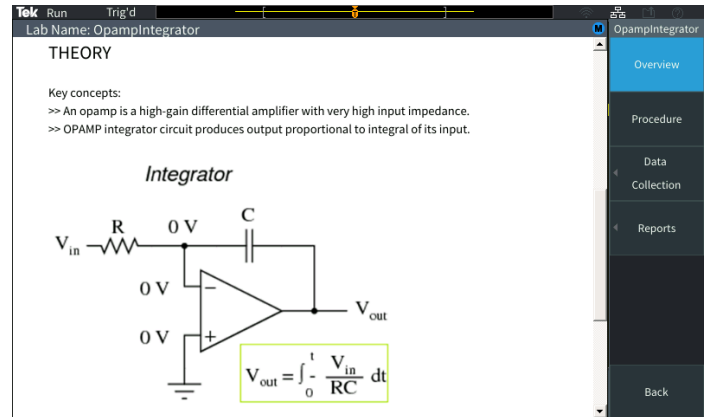 Tek Run Trig'd
Lab Name: OpampIntegrator
M
OpampIntegrator
THEORY
Key concepts:
>> An opamp is a high-gain differential amplifier with very high input impedance.
>> OPAMP integrator circuit produces output proportional to integral of its input.
Integrator
R
0 V
C
Vin
0 V
−
0 V
+
Vout
Vout = ∫0t - Vin/RC dt
Overview
Procedure
Data
Collection
Reports
Back